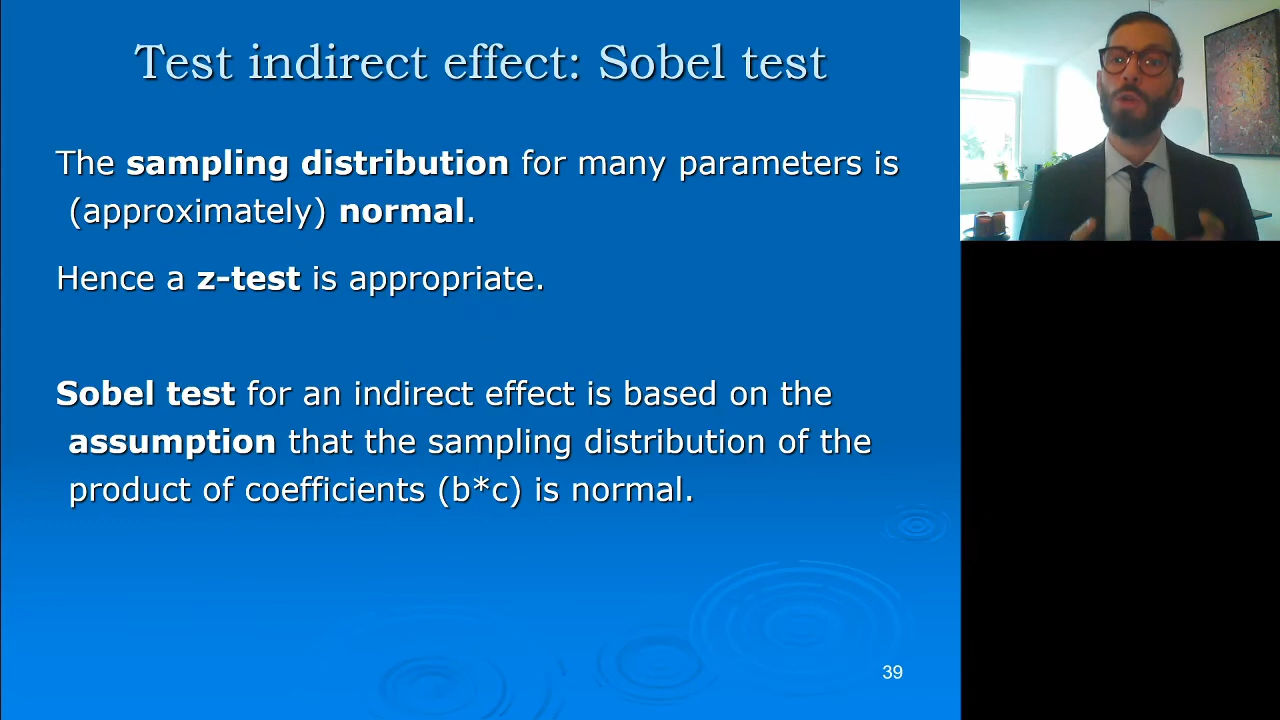 Test indirect effect: Sobel test
The sampling distribution for many parameters is
(approximately) normal.
Hence a z-test is appropriate.
Sobel test for an indirect effect is based on the
assumption that the sampling distribution of the
product of coefficients (b*c) is normal.
39